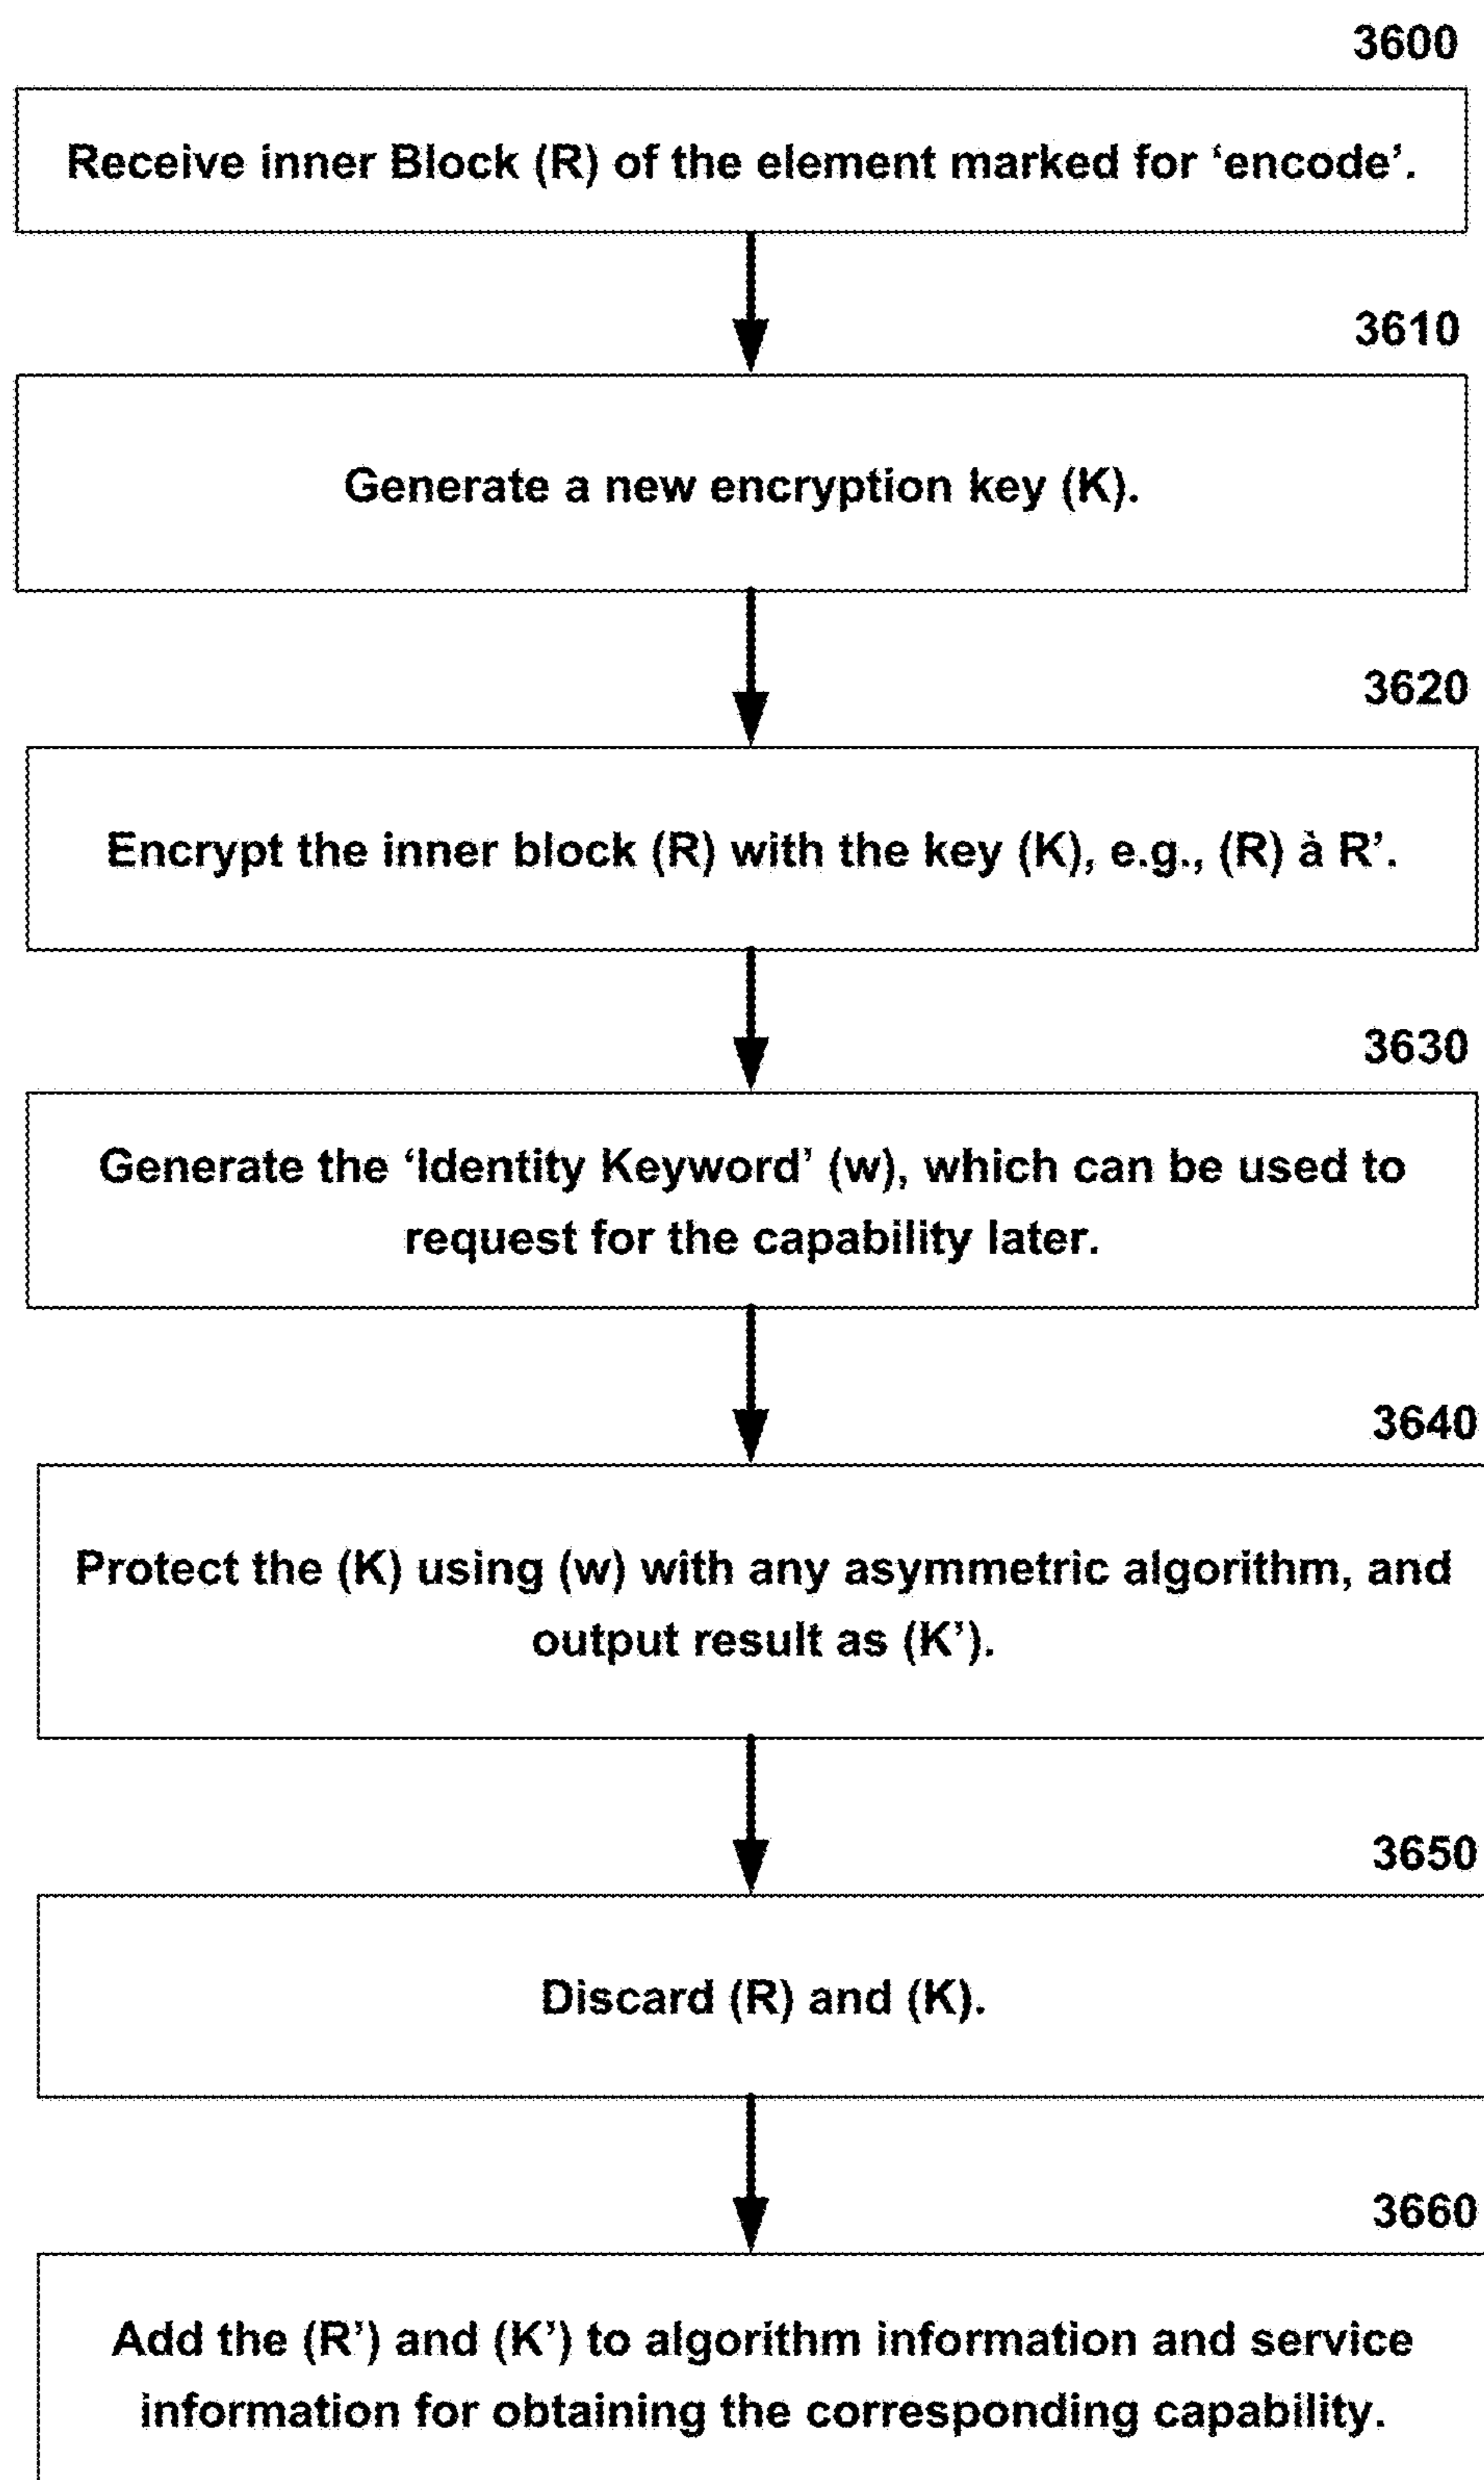 3600
Receive inner Block (R) of the element marked for ‘encode’.
3610
Generate a new encryption key (K).
3620
Encrypt the inner block (R) with the key (K), e.g., (R) à R’.
3630
Generate the ‘Identity Keyword’ (w), which can be used to
request for the capability later.
3640
Protect the (K) using (w) with any asymmetric algorithm, and
output result as (K’).
3650
Discard (R) and (K).
3660
Add the (R’) and (K’) to algorithm information and service
information for obtaining the corresponding capability.